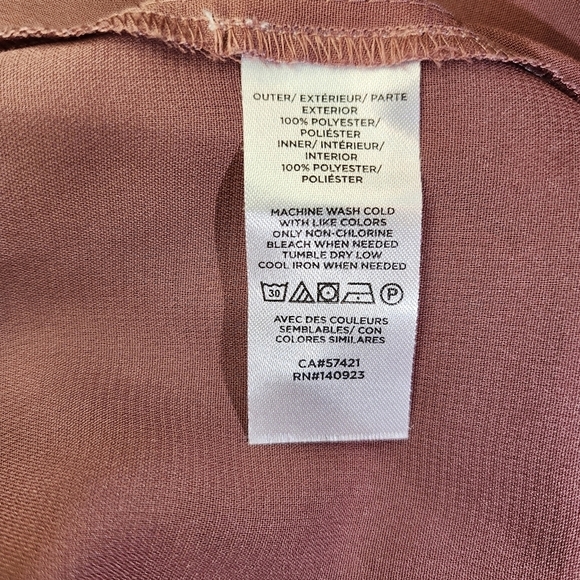 OUTER/ EXTÉRIEUR/ PARTE
EXTERIOR
100% POLYESTER/
POLIÉSTER
INNER/ INTÉRIEUR/
INTERIOR
100% POLYESTER/
POLIÉSTER
MACHINE WASH COLD
WITH LIKE COLORS
ONLY NON-CHLORINE
BLEACH WHEN NEEDED
TUMBLE DRY LOW
COOL IRON WHEN NEEDED
30 P
AVEC DES COULEURS
SEMBLABLES/ CON
COLORES SIMILARES
CA#57421
RN#140923